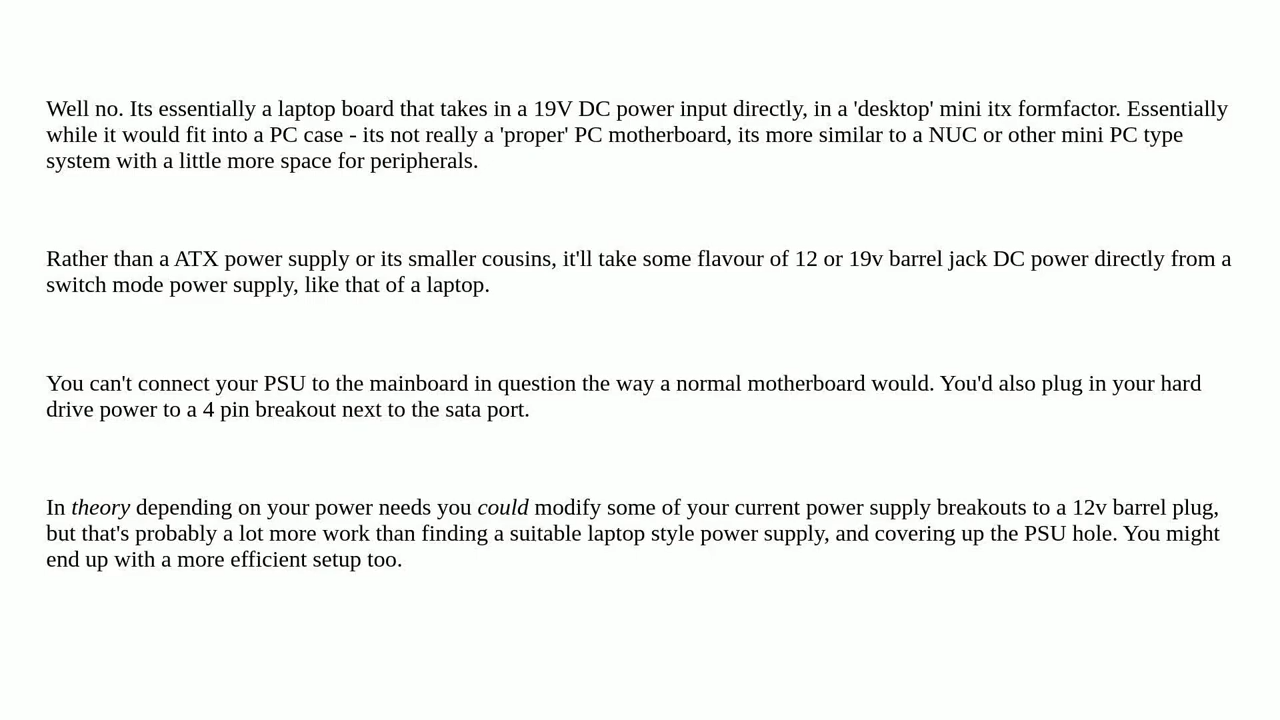 Well no. Its essentially a laptop board that takes in a 19V DC power input directly, in a 'desktop' mini itx formfactor. Essentially
while it would fit into a PC case - its not really a 'proper' PC motherboard, its more similar to a NUC or other mini PC type
system with a little more space for peripherals.
Rather than a ATX power supply or its smaller cousins, it'll take some flavour of 12 or 19v barrel jack DC power directly from a
switch mode power supply, like that of a laptop.
You can't connect your PSU to the mainboard in question the way a normal motherboard would. You'd also plug in your hard
drive power to a 4 pin breakout next to the sata port.
In theory depending on your power needs you could modify some of your current power supply breakouts to a 12v barrel plug,
but that's probably a lot more work than finding a suitable laptop style power supply, and covering up the PSU hole. You might
end up with a more efficient setup too.